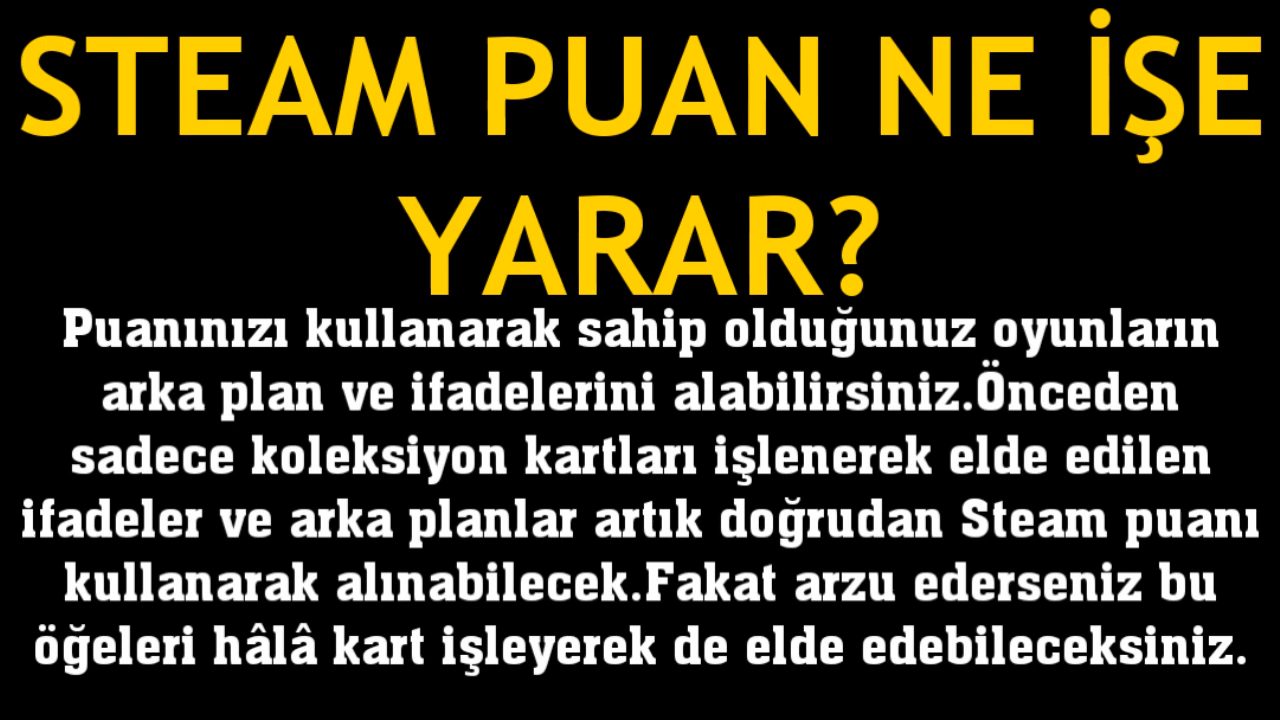 STEAM PUAN NE İŞE
YARAR?
Puanınızı kullanarak sahip olduğunuz oyunların
arka plan ve ifadelerini alabilirsiniz.Önceden
sadece koleksiyon kartları işlenerek elde edilen
ifadeler ve arka planlar artık doğrudan Steam puanı
kullanarak alınabilecek.Fakat arzu ederseniz bu
öğeleri hâlâ kart işleyerek de elde edebileceksiniz.